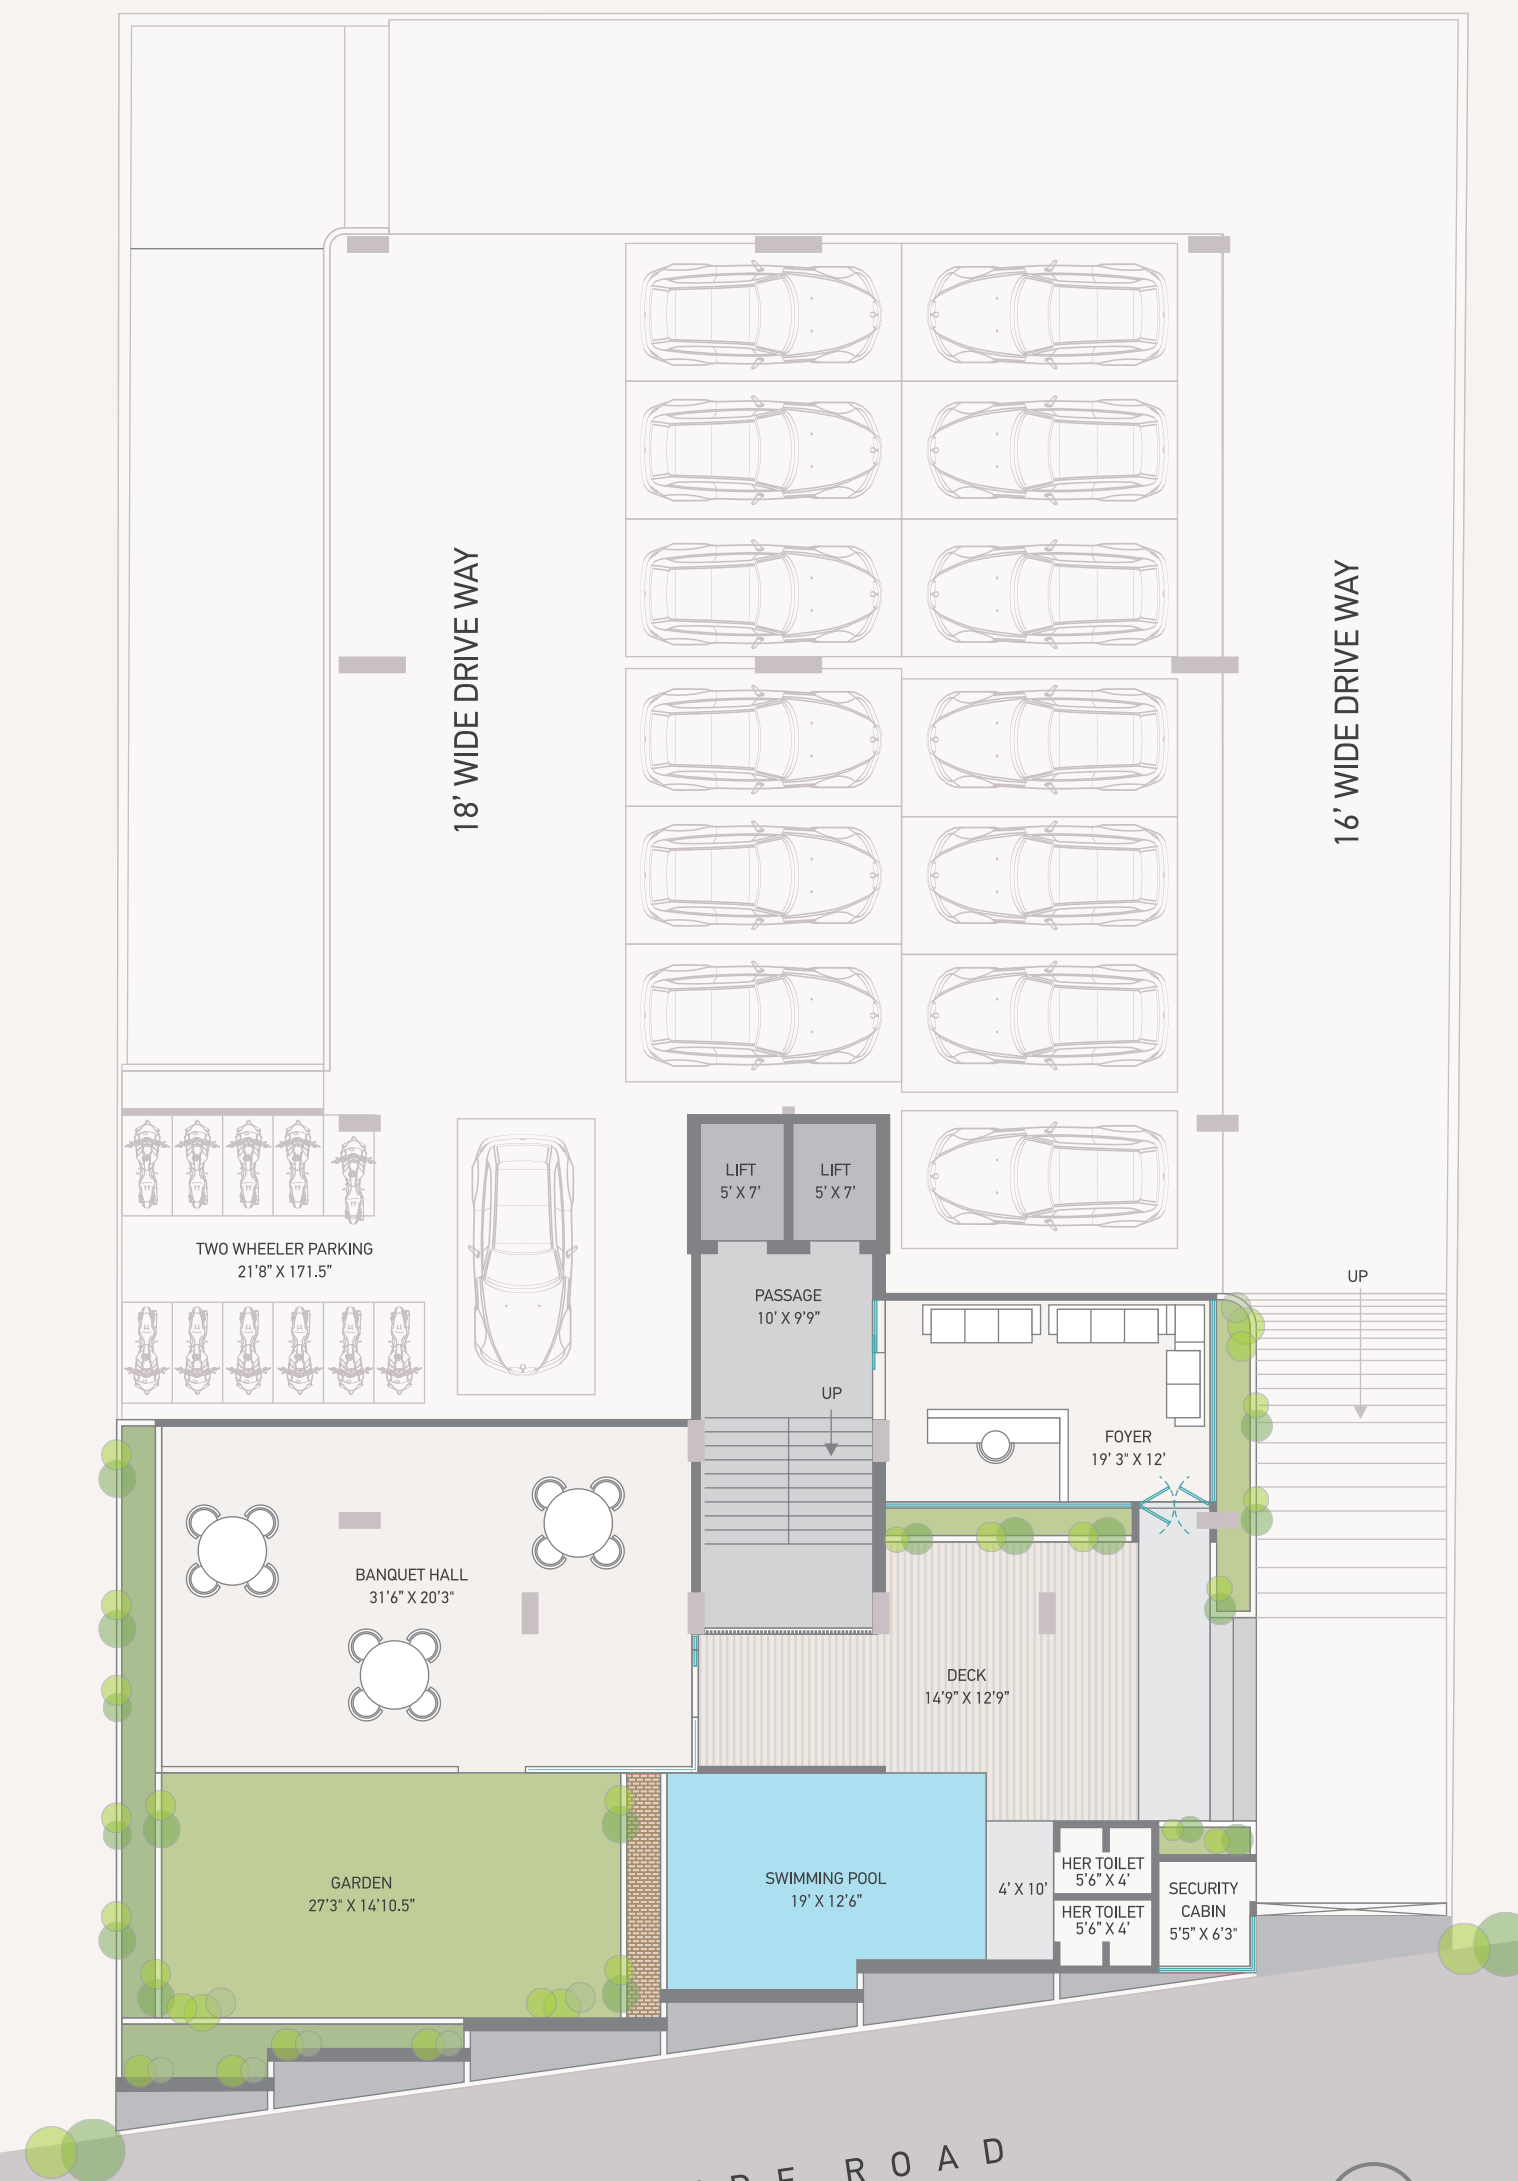 18’ WIDE DRIVE WAY
16’ WIDE DRIVE WAY
LIFT
5’ X 7’
LIFT
5’ X 7’
TWO WHEELER PARKING
21’8” X 171.5”
PASSAGE
10’ X 9’9”
UP
UP
FOYER
19’ 3" X 12’
BANQUET HALL
31’6” X 20’3"
DECK
14’9” X 12’9”
GARDEN
27’3" X 14’10.5”
SWIMMING POOL
19’ X 12’6”
4’ X 10’
HER TOILET
5’6” X 4’
HER TOILET
5’6” X 4’
SECURITY
CABIN
5’5” X 6’3"
ROAD